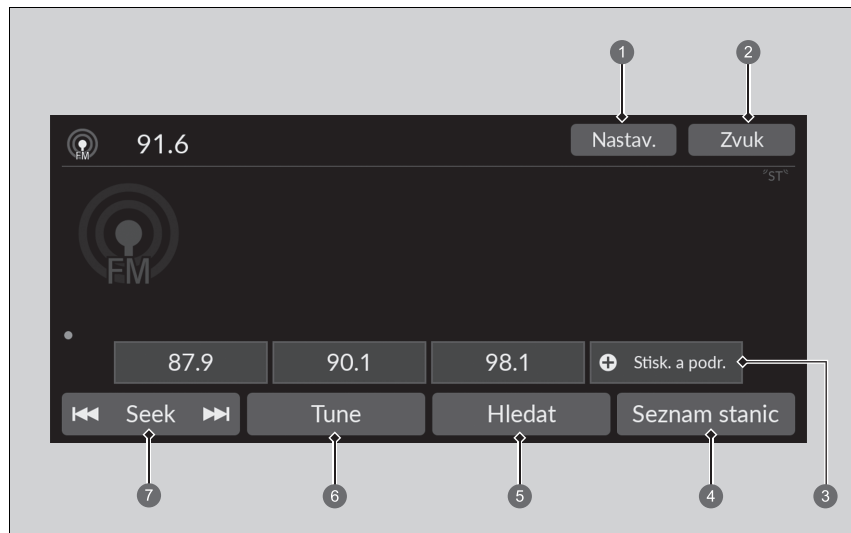 1 2
FM 91.6 Nastav. Zvuk
ST
FM
87.9 90.1 98.1 Stisk. a podr.
Seek Tune Hledat Seznam stanic
7 6 5 4 3